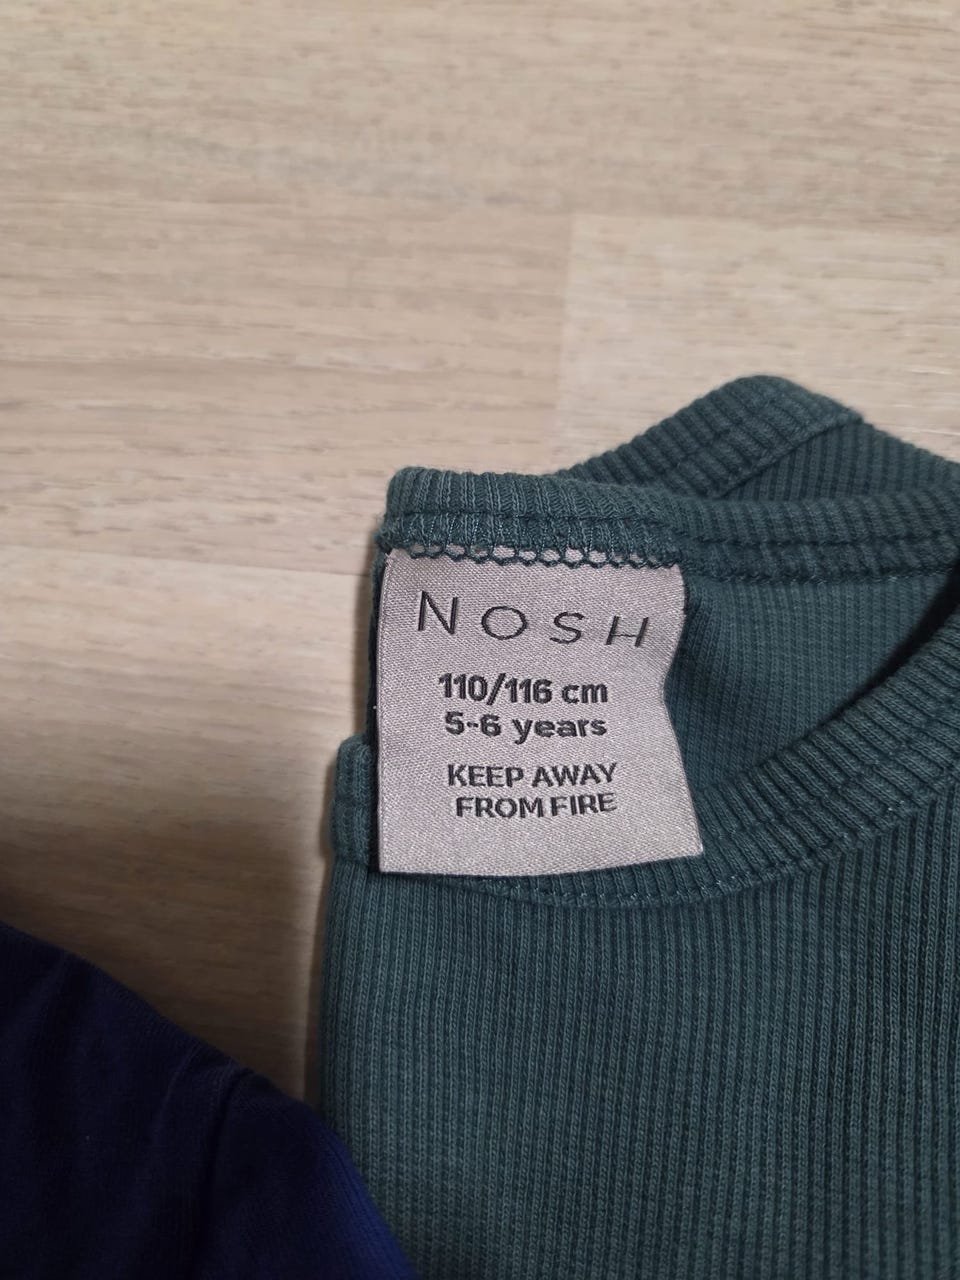 NOSH
110/116 cm
5-6 years
KEEP AWAY
FROM FIRE